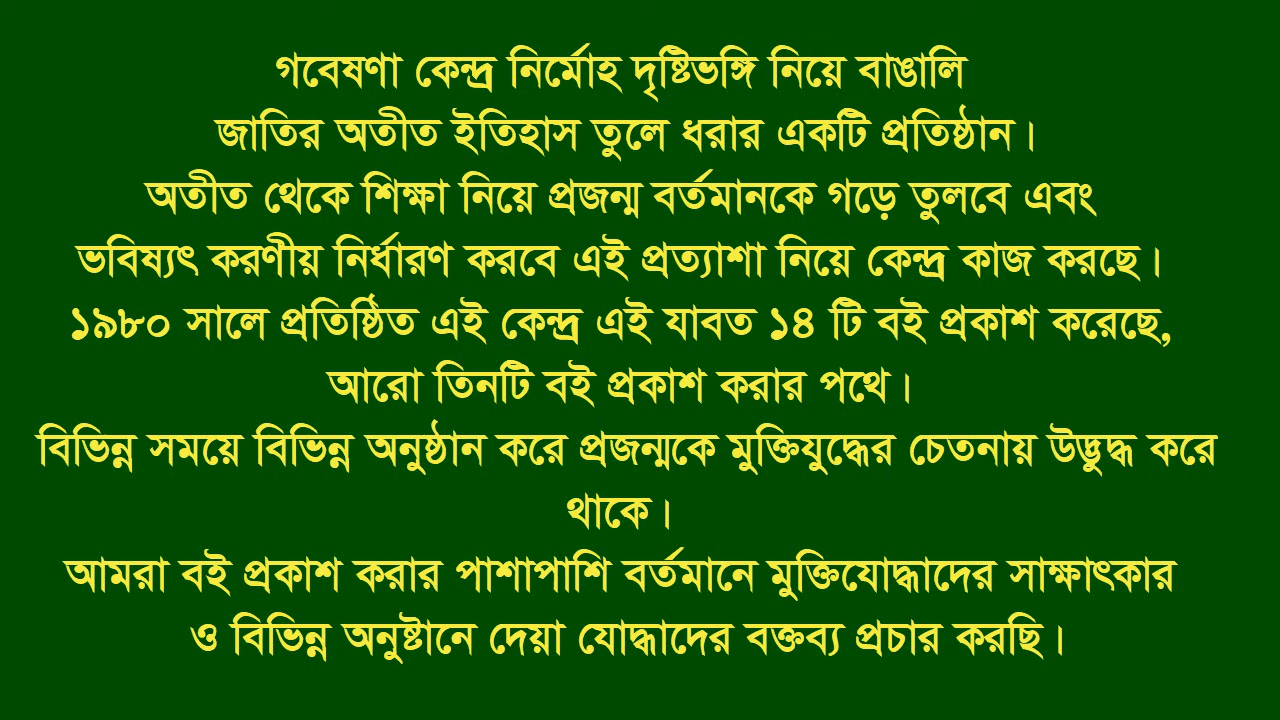 গবেষণা কেন্দ্র নির্মোহ দৃষ্টিভঙ্গি নিয়ে বাঙালি
জাতির অতীত ইতিহাস তুলে ধরার একটি প্রতিষ্ঠান।
অতীত থেকে শিক্ষা নিয়ে প্রজন্ম বর্তমানকে গড়ে তুলবে এবং
ভবিষ্যৎ করণীয় নির্ধারণ করবে এই প্রত্যাশা নিয়ে কেন্দ্র কাজ করছে।
১৯৮০ সালে প্রতিষ্ঠিত এই কেন্দ্র এই যাবত ১৪ টি বই প্রকাশ করেছে,
আরো তিনটি বই প্রকাশ করার পথে।
বিভিন্ন সময়ে বিভিন্ন অনুষ্ঠান করে প্রজন্মকে মুক্তিযুদ্ধের চেতনায় উদ্ভুদ্ধ করে
থাকে।
আমরা বই প্রকাশ করার পাশাপাশি বর্তমানে মুক্তিযোদ্ধাদের সাক্ষাৎকার
ও বিভিন্ন অনুষ্টানে দেয়া যোদ্ধাদের বক্তব্য প্রচার করছি।